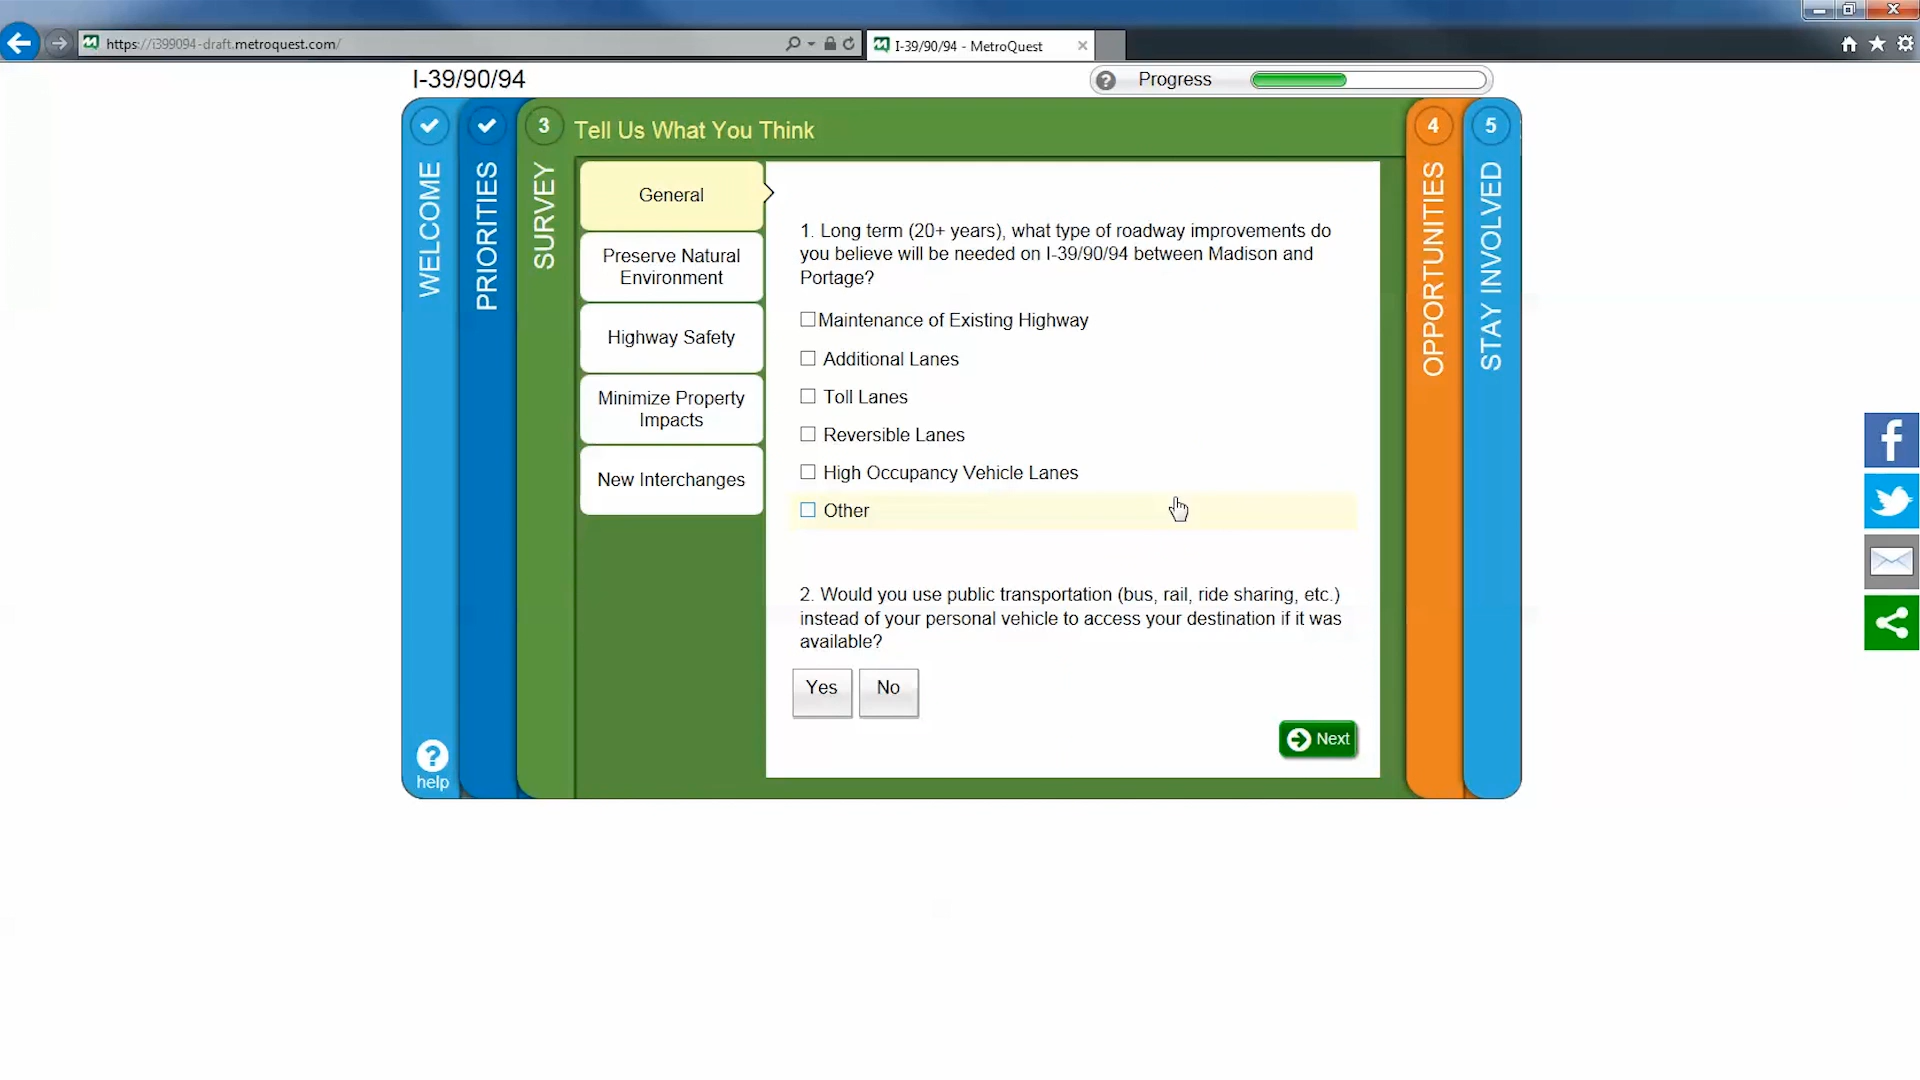 https://i399094-draft.metroquest.com/
I-39/90/94 - MetroQuest
I-39/90/94
? Progress
WELCOME
PRIORITIES
3
SURVEY
Tell Us What You Think
4
OPPORTUNITIES
5
STAY INVOLVED
General
Preserve Natural
Environment
Highway Safety
Minimize Property
Impacts
New Interchanges
1. Long term (20+ years), what type of roadway improvements do
you believe will be needed on I-39/90/94 between Madison and
Portage?
Maintenance of Existing Highway
Additional Lanes
Toll Lanes
Reversible Lanes
High Occupancy Vehicle Lanes
Other
2. Would you use public transportation (bus, rail, ride sharing, etc.)
instead of your personal vehicle to access your destination if it was
available?
Yes No
Next
?
help
f